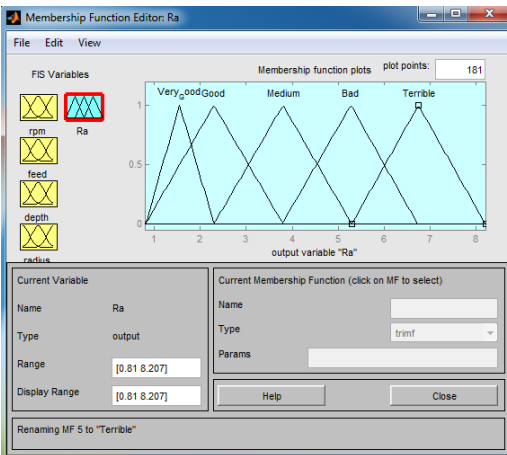 Membership Function Editor: Ra
File Edit View
FIS Variables
rpm
Ra
feed
depth
radius
Membership function plots
plot points:
181
Very_good
Good
Medium
Bad
Terrible
1
0.5
0
1 2 3 4 5 6 7 8
output variable "Ra"
Current Variable
Name Ra
Type output
Range [0.81 8.207]
Display Range [0.81 8.207]
Current Membership Function (click on MF to select)
Name
Type trimf
Params
Help
Close
Renaming MF 5 to "Terrible"